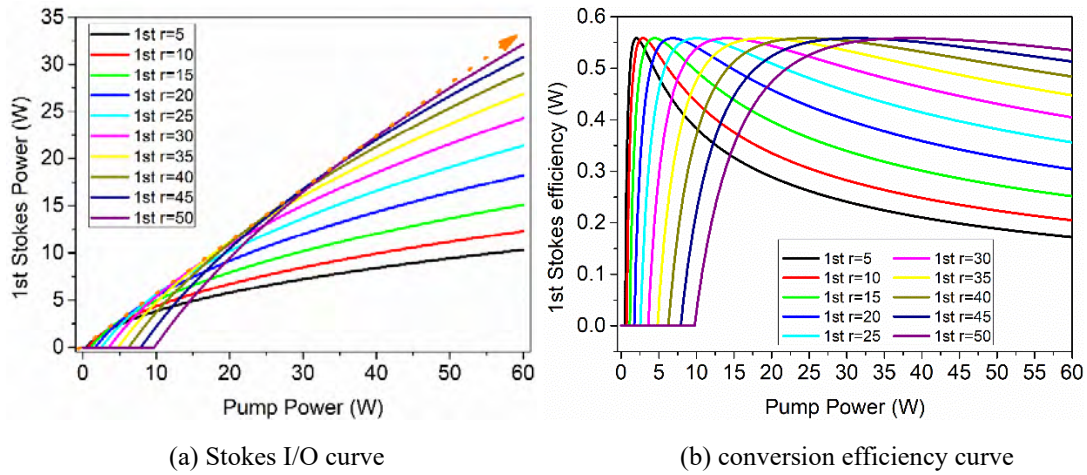 1st Stokes Power (W)
35
30
25
20
15
10
5
0
1st r=5
1st r=10
1st r=15
1st r=20
1st r=25
1st r=30
1st r=35
1st r=40
1st r=45
1st r=50
0 10 20 30 40 50 60
Pump Power (W)
(a) Stokes I/O curve
1st Stokes efficiency
0.6
0.5
0.4
0.3
0.2
0.1
0.0
1st r=5 1st r=30
1st r=10 1st r=35
1st r=15 1st r=40
1st r=20 1st r=45
1st r=25 1st r=50
0 5 10 15 20 25 30 35 40 45 50 55 60
Pump Power (W)
(b) conversion efficiency curve